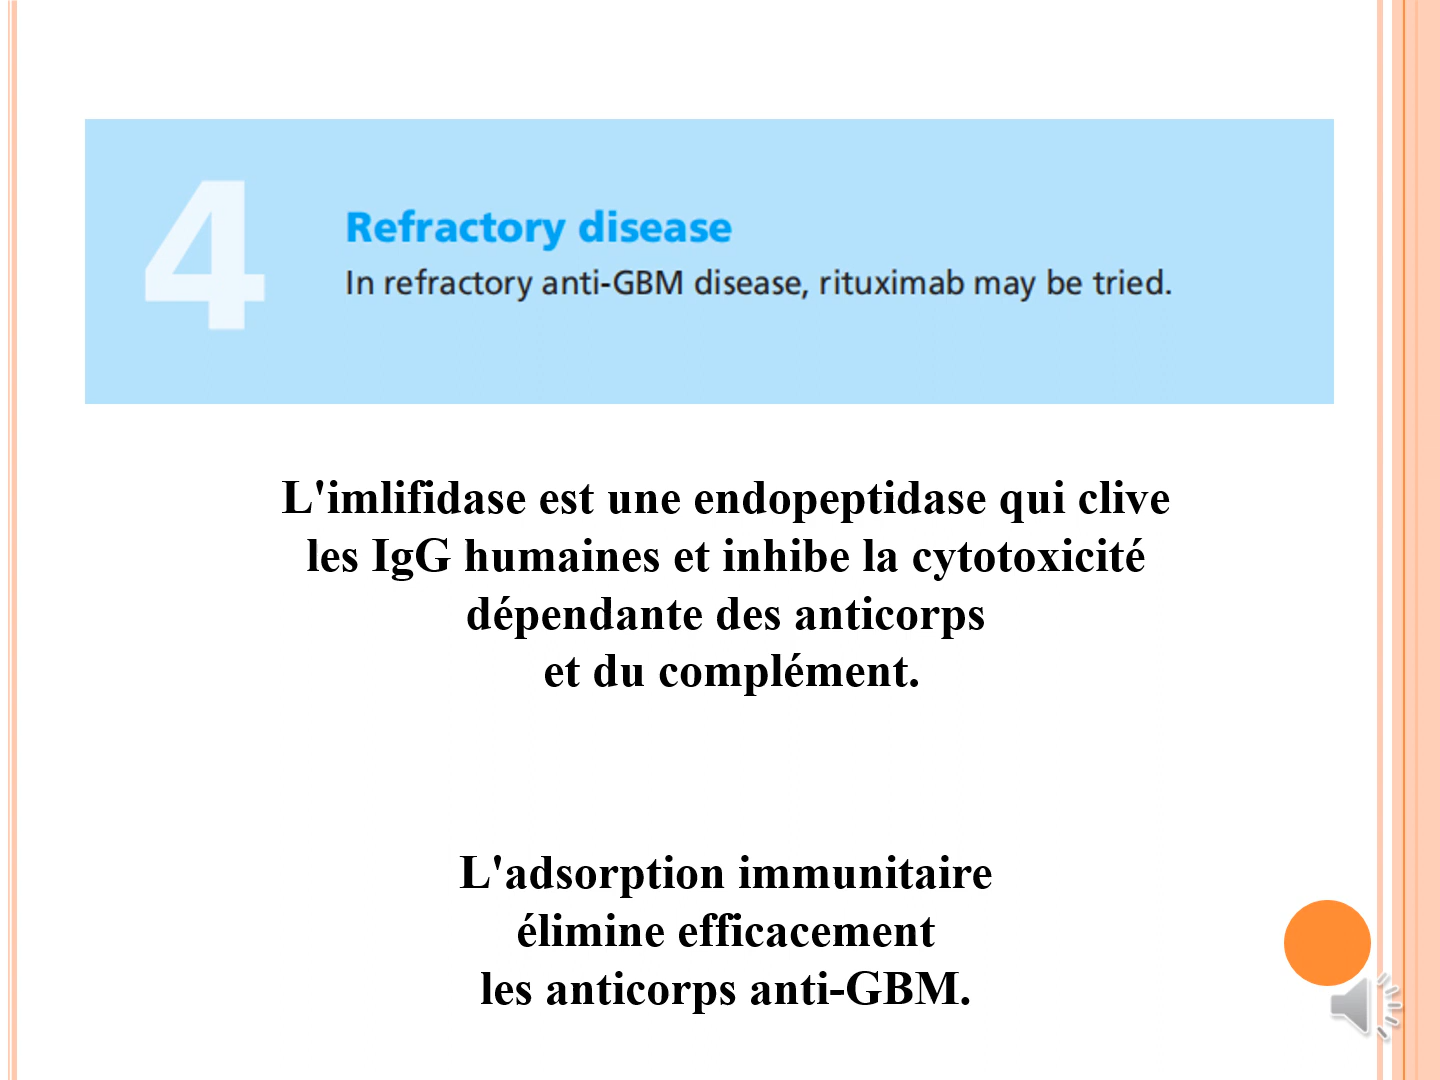 4
Refractory disease
In refractory anti-GBM disease, rituximab may be tried.
L'imlifidase est une endopeptidase qui clive
les IgG humaines et inhibe la cytotoxicité
dépendante des anticorps
et du complément.
L'adsorption immunitaire
élimine efficacement
les anticorps anti-GBM.